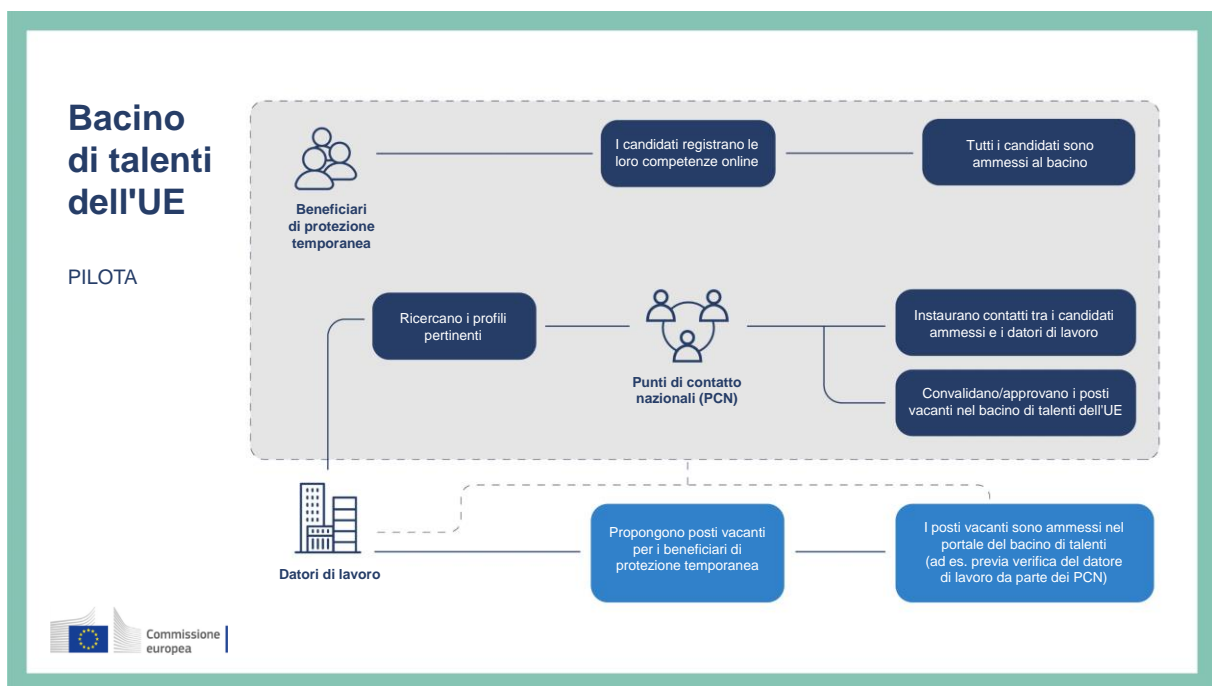 Bacino
di talenti
dell'UE
PILOTA
Beneficiari
di protezione
temporanea
I candidati registrano le
loro competenze online
Tutti i candidati sono
ammessi al bacino
Ricercano i profili
pertinenti
Punti di contatto
nazionali (PCN)
Instaurano contatti tra i candidati
ammessi e i datori di lavoro
Convalidano/approvano i posti
vacanti nel bacino di talenti dell'UE
Datori di lavoro
Propongono posti vacanti
per i beneficiari di
protezione temporanea
I posti vacanti sono ammessi nel
portale del bacino di talenti
(ad es. previa verifica del datore
di lavoro da parte dei PCN)
Commissione
europea